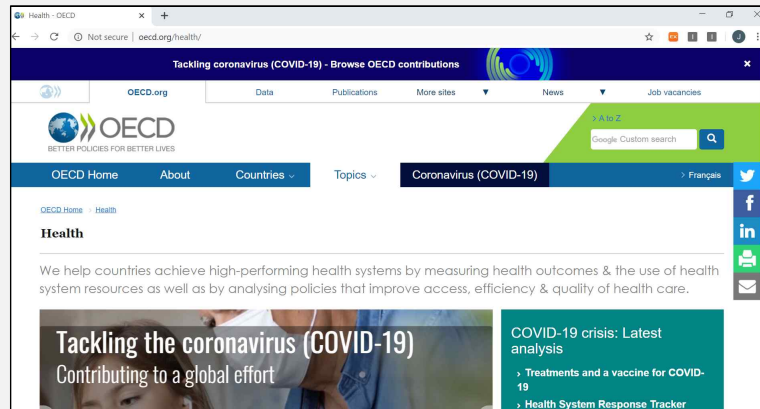 Health - OECD
Not secure | oecd.org/health/
Tackling coronavirus (COVID-19) - Browse OECD contributions
OECD.org Data Publications More sites News Job vacancies
> A to Z
OECD
BETTER POLICIES FOR BETTER LIVES
Google Custom search
OECD Home About Countries Topics Coronavirus (COVID-19) > Français
OECD Home > Health
Health
We help countries achieve high-performing health systems by measuring health outcomes & the use of health
system resources as well as by analysing policies that improve access, efficiency & quality of health care.
Tackling the coronavirus (COVID-19)
Contributing to a global effort
COVID-19 crisis: Latest
analysis
> Treatments and a vaccine for COVID-
19
> Health System Response Tracker